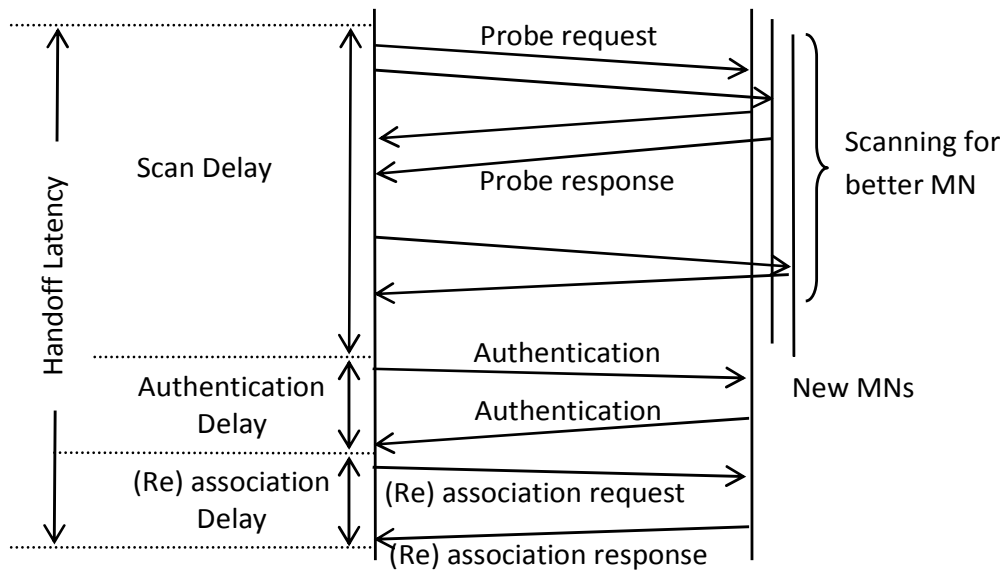 Probe request
Scanning for
better MN
Scan Delay
Probe response
Handoff Latency
Authentication
New MNs
Authentication
Delay
Authentication
(Re) association
Delay
(Re) association request
(Re) association response